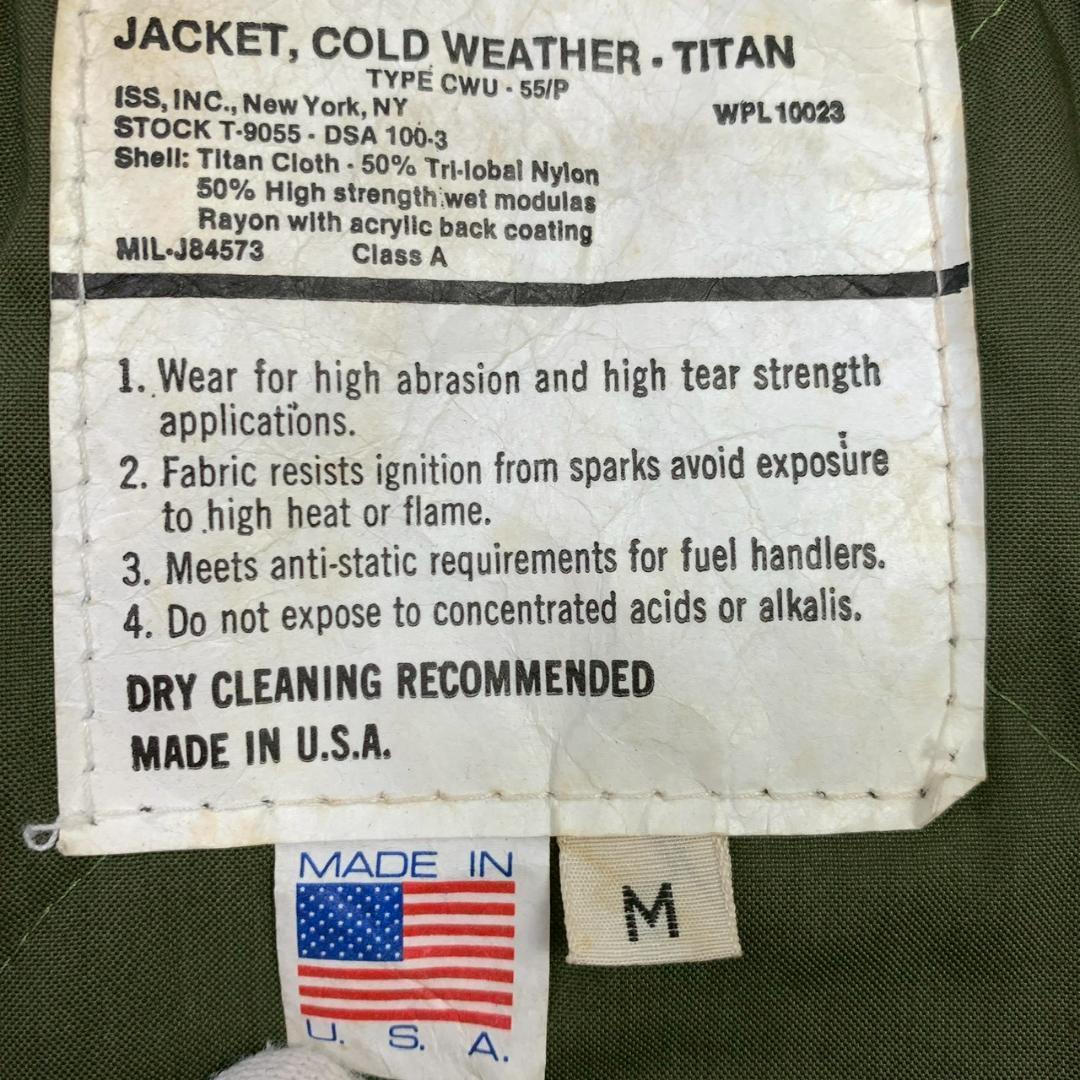 JACKET, COLD WEATHER - TITAN
TYPE CWU - 55/P
ISS, INC., New York, NY
WPL 10023
STOCK T-9055 - DSA 100-3
Shell: Titan Cloth - 50% Tri-lobal Nylon
50% High strength wet modulas
Rayon with acrylic back coating
MIL-J84573 Class A
1. Wear for high abrasion and high tear strength
applications.
2. Fabric resists ignition from sparks avoid exposure
to high heat or flame.
3. Meets anti-static requirements for fuel handlers.
4. Do not expose to concentrated acids or alkalis.
DRY CLEANING RECOMMENDED
MADE IN U.S.A.
MADE IN
U. S. A.
M